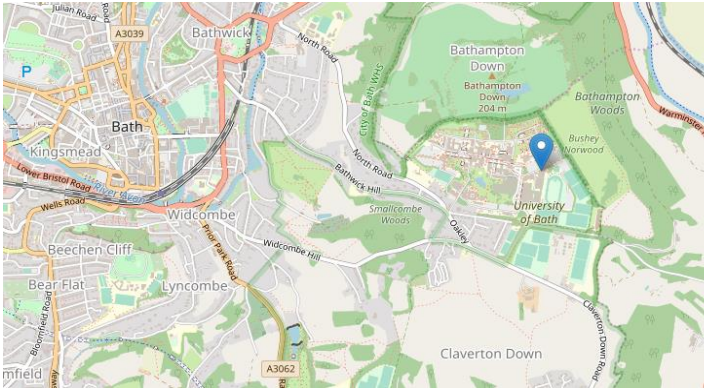 Julian Road
Road
A3039
Bathwick
North Road
Bathampton
Down
Bathampton
Down
204 m
City of Bath WHS
Bathampton
Woods
Warminster
P
Bath
Kingsmead
Lower Bristol Road
River Avon
Wells Road
Bushey
Norwood
North Road
Bathwick Hill
Smallcombe
Woods
Oakley
University
of Bath
Widcombe
Widcombe Hill
Prior Park Road
Beechen Cliff
Bear Flat
Lyncombe
Bloomfield Road
A3062
Claverton Down
Claverton Down Road
mfield
way
Road